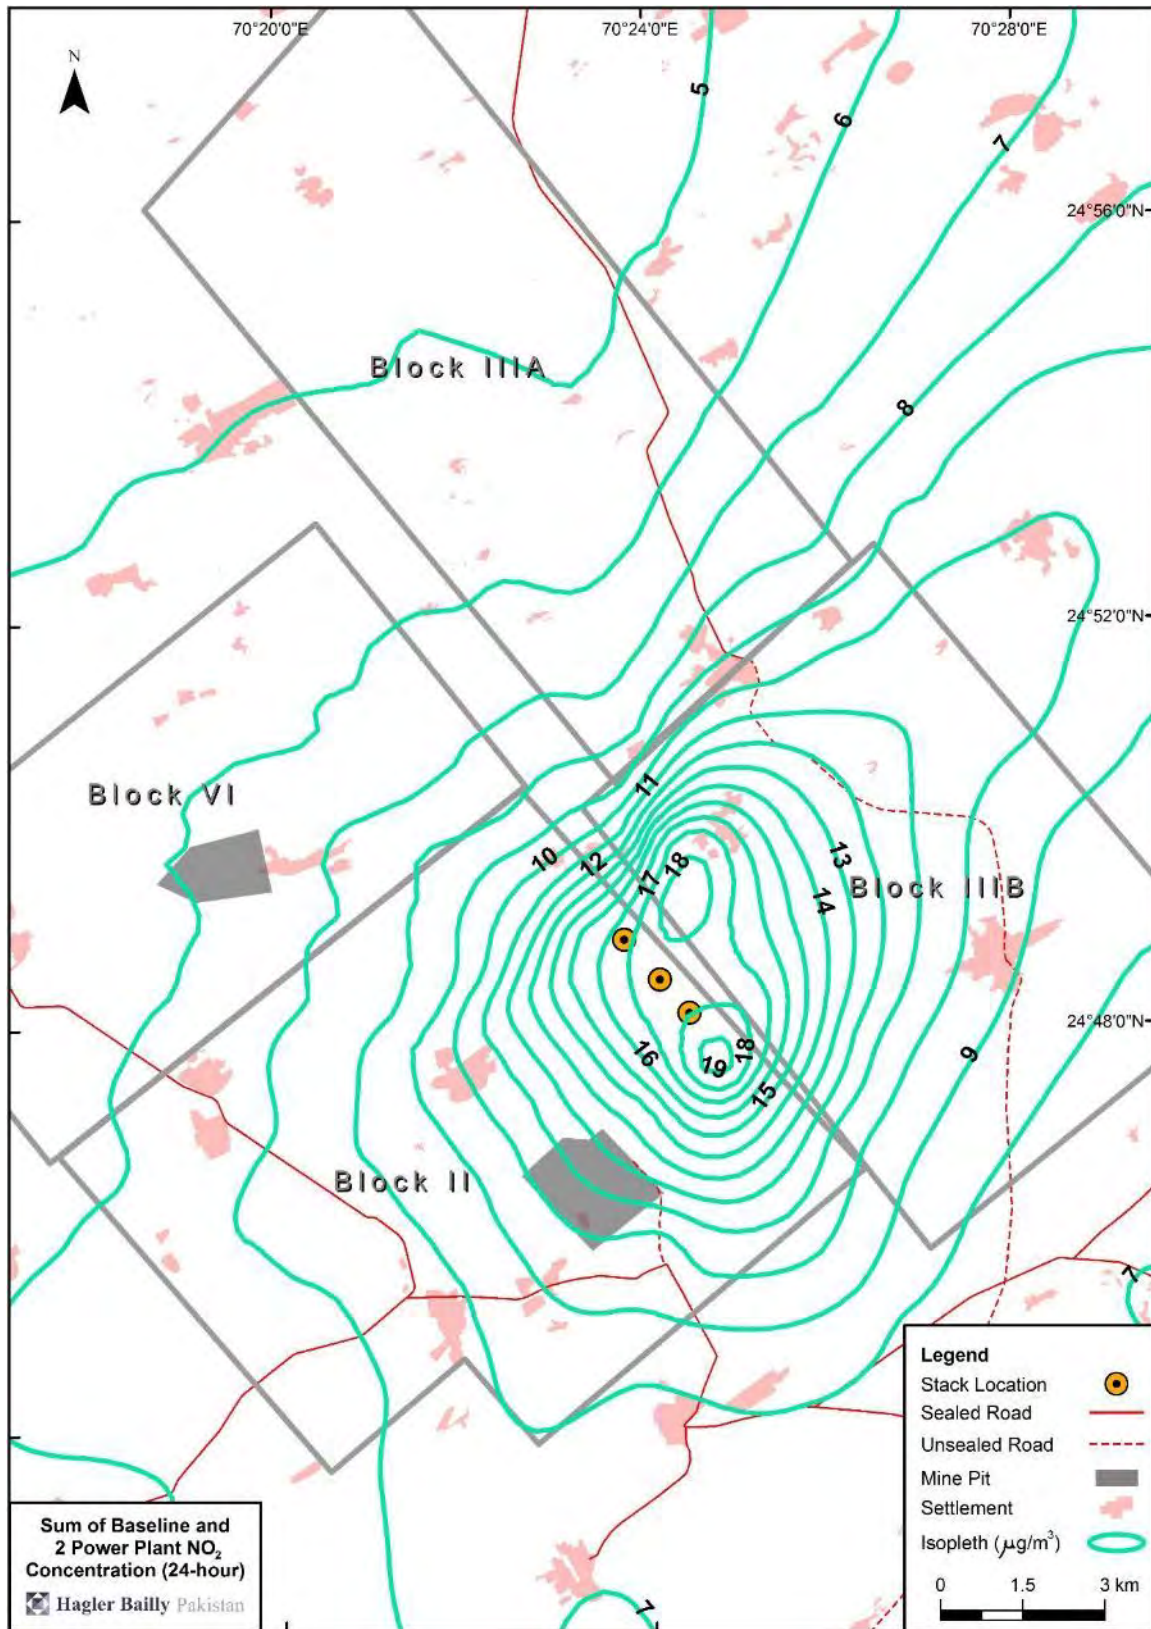 70°20'0"E
70°24'0"E
70°28'0"E
N
5
6
7
24°56'0"N
Block IIIA
8
24°52'0"N
11
Block VI
10
12
17
18
13
14
Block IIIB
24°48'0"N
16
19
18
15
9
Block II
7
Legend
Stack Location
Sealed Road
Unsealed Road
Mine Pit
Settlement
Isopleth (μg/m³)
0 1.5 3 km
Sum of Baseline and
2 Power Plant NO₂
Concentration (24-hour)
Hagler Bailly Pakistan
7